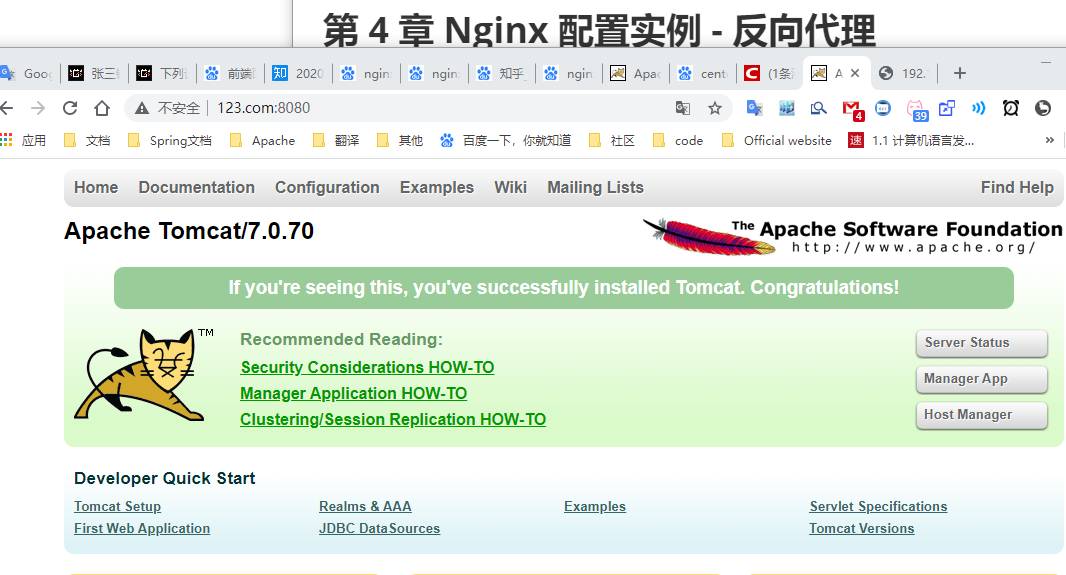 第 4 章 Nginx 配置实例 - 反向代理
Goo 张三 下列 前端 知 2020 nginx nginx 知乎 nginx Apac cent (1条 A 192.
不安全 123.com:8080 4 39
应用 文档 Spring文档 Apache 翻译 其他 百度一下，你就知道 社区 code Official website 速 1.1 计算机语言发...
Home Documentation Configuration Examples Wiki Mailing Lists Find Help
Apache Tomcat/7.0.70
The Apache Software Foundation
http://www.apache.org/
If you're seeing this, you've successfully installed Tomcat. Congratulations!
TM
Recommended Reading:
Security Considerations HOW-TO
Manager Application HOW-TO
Clustering/Session Replication HOW-TO
Server Status
Manager App
Host Manager
Developer Quick Start
Tomcat Setup Realms & AAA Examples Servlet Specifications
First Web Application JDBC DataSources Tomcat Versions